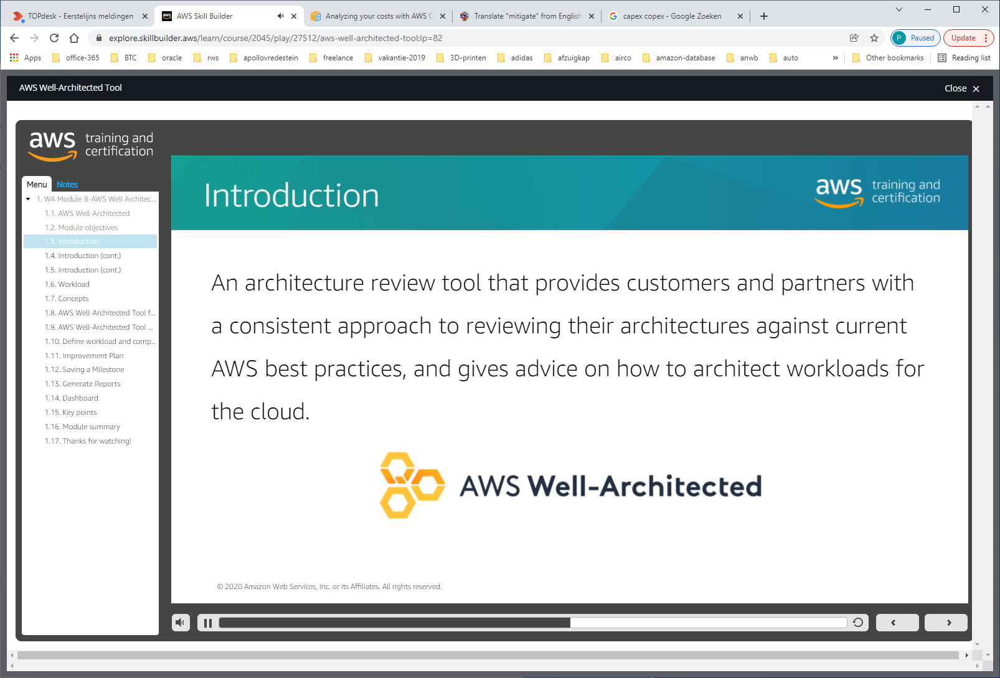 TOPdesk - Eerstelijns meldingen
AWS Skill Builder
Analyzing your costs with AWS C
Translate "mitigate" from English
capex copex - Google Zoeken
explore.skillbuilder.aws/learn/course/2045/play/27512/aws-well-architected-tool;lp=82
P Paused
Update
Apps office-365 BTC oracle rws apollovredestein freelance vakantie-2019 3D-printen adidas afzuigkap airco amazon-database anwb auto » Other bookmarks Reading list
AWS Well-Architected Tool
Close
aws training and certification
Menu Notes
1. WA Module 8-AWS Well Architec...
1.1. AWS Well-Architected
1.2. Module objectives
1.3. Introduction
1.4. Introduction (cont.)
1.5. Introduction (cont.)
1.6. Workload
1.7. Concepts
1.8. AWS Well-Architected Tool f...
1.9. AWS Well-Architected Tool ...
1.10. Define workload and comp...
1.11. Improvement Plan
1.12. Saving a Milestone
1.13. Generate Reports
1.14. Dashboard
1.15. Key points
1.16. Module summary
1.17. Thanks for watching!
Introduction
aws training and certification
An architecture review tool that provides customers and partners with
a consistent approach to reviewing their architectures against current
AWS best practices, and gives advice on how to architect workloads for
the cloud.
AWS Well-Architected
© 2020 Amazon Web Services, Inc. or its Affiliates. All rights reserved.